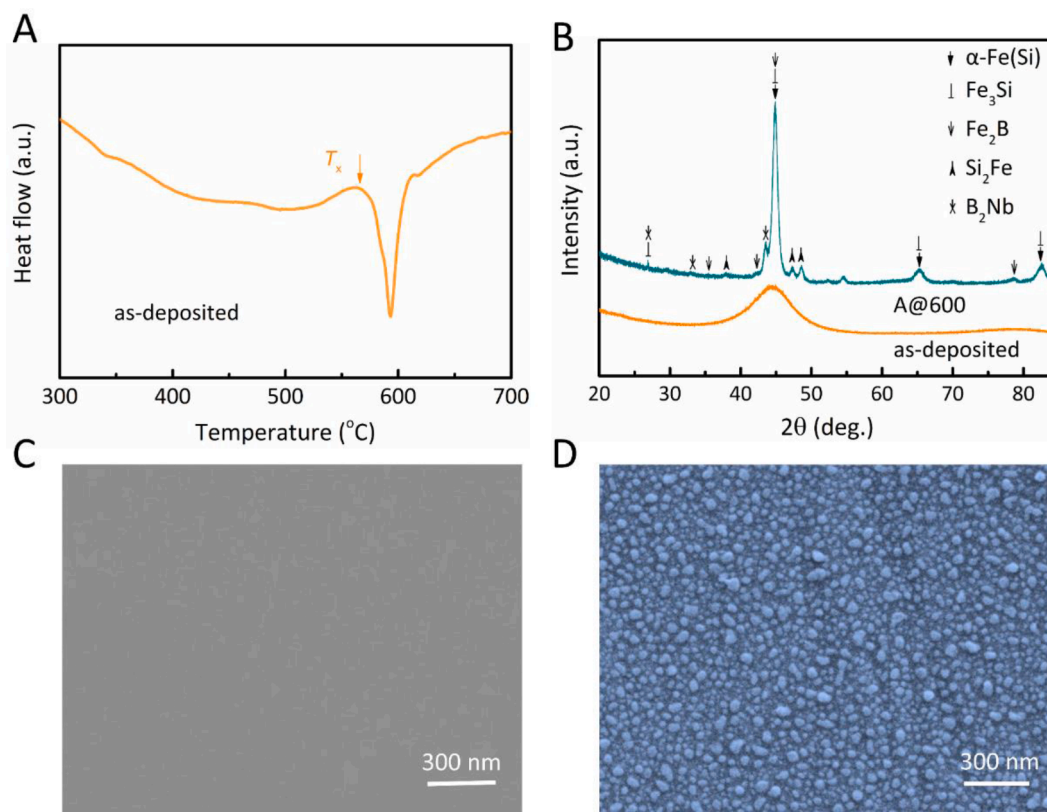 A
Heat flow (a.u.)
Tx
as-deposited
300 400 500 600 700
Temperature (°C)
B
Intensity (a.u.)
α-Fe(Si)
Fe3Si
Fe2B
Si2Fe
B2Nb
A@600
as-deposited
20 30 40 50 60 70 80
2θ (deg.)
C
300 nm
D
300 nm